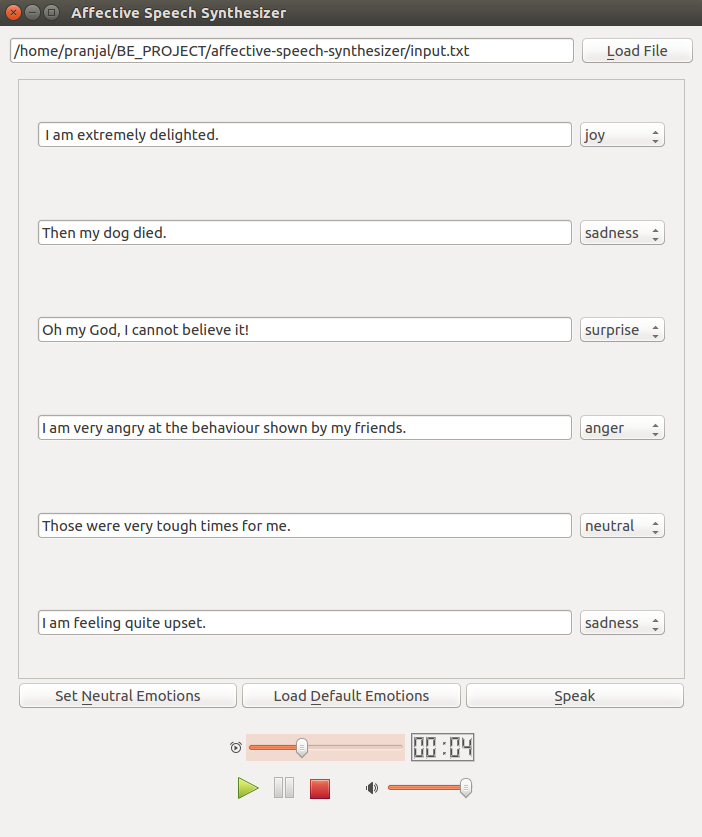 Affective Speech Synthesizer
/home/pranjal/BE_PROJECT/affective-speech-synthesizer/input.txt Load File
I am extremely delighted. joy
Then my dog died. sadness
Oh my God, I cannot believe it! surprise
I am very angry at the behaviour shown by my friends. anger
Those were very tough times for me. neutral
I am feeling quite upset. sadness
Set Neutral Emotions Load Default Emotions Speak
00:04